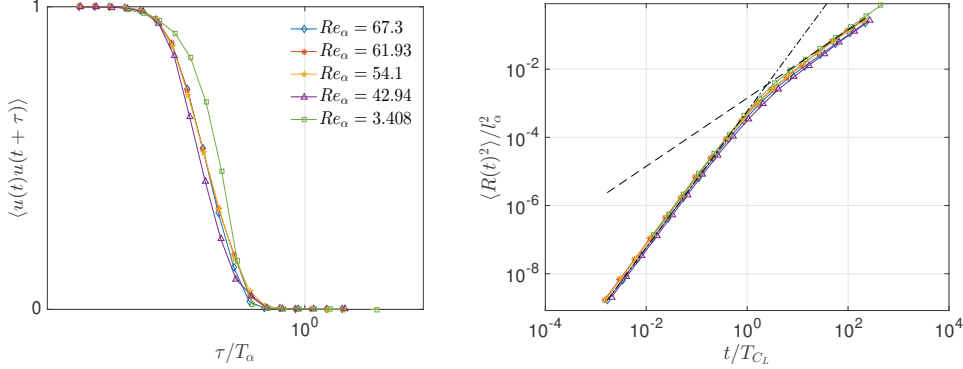 1
0
⟨u(t)u(t + τ)⟩
Re_α = 67.3
Re_α = 61.93
Re_α = 54.1
Re_α = 42.94
Re_α = 3.408
10^0
τ/T_α
⟨R(t)^2⟩/l_α^2
10^-2
10^-4
10^-6
10^-8
10^-4 10^-2 10^0 10^2 10^4
t/T_{C_L}